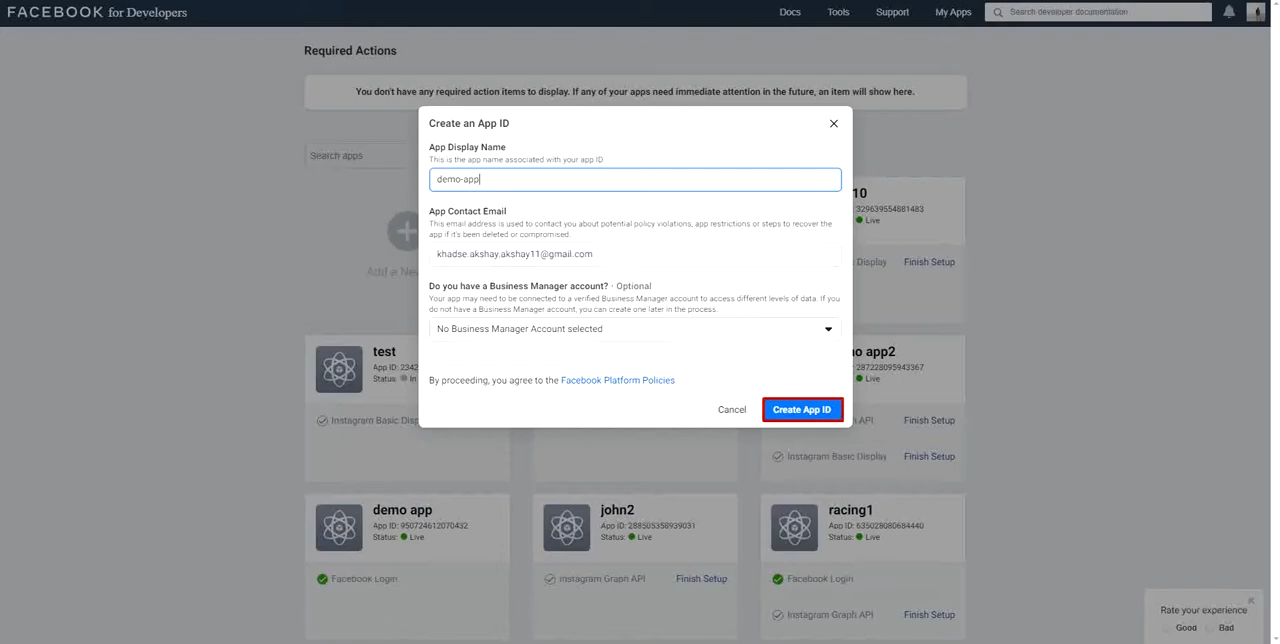 FACEBOOK for Developers
Docs Tools Support My Apps Search developer documentation
Required Actions
You don't have any required action items to display. If any of your apps need immediate attention in the future, an item will show here.
Search apps
Add a Ne
Create an App ID
App Display Name
This is the app name associated with your app ID
demo-app
App Contact Email
This email address is used to contact you about potential policy violations, app restrictions or steps to recover the
app if it's been deleted or compromised.
khadse.akshay.akshay11@gmail.com
Do you have a Business Manager account? · Optional
Your app may need to be connected to a verified Business Manager account to access different levels of data. If you
do not have a Business Manager account, you can create one later in the process.
No Business Manager Account selected
By proceeding, you agree to the Facebook Platform Policies
Cancel Create App ID
10
329639554881483
Live
Display Finish Setup
test
App ID: 2342
Status: In
Instagram Basic Disp
o app2
287228095943367
Live
API Finish Setup
Instagram Basic Display Finish Setup
demo app
App ID: 950724612070432
Status: Live
Facebook Login
john2
App ID: 288505358939031
Status: Live
Instagram Graph API Finish Setup
racing1
App ID: 635028080684440
Status: Live
Facebook Login
Instagram Graph API Finish Setup
Rate your experience
Good Bad